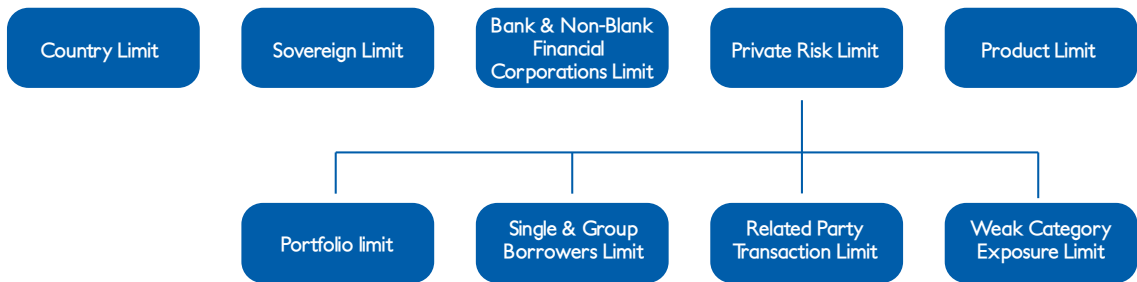 Country Limit
Sovereign Limit
Bank & Non-Blank
Financial
Corporations Limit
Private Risk Limit
Product Limit
Portfolio limit
Single & Group
Borrowers Limit
Related Party
Transaction Limit
Weak Category
Exposure Limit